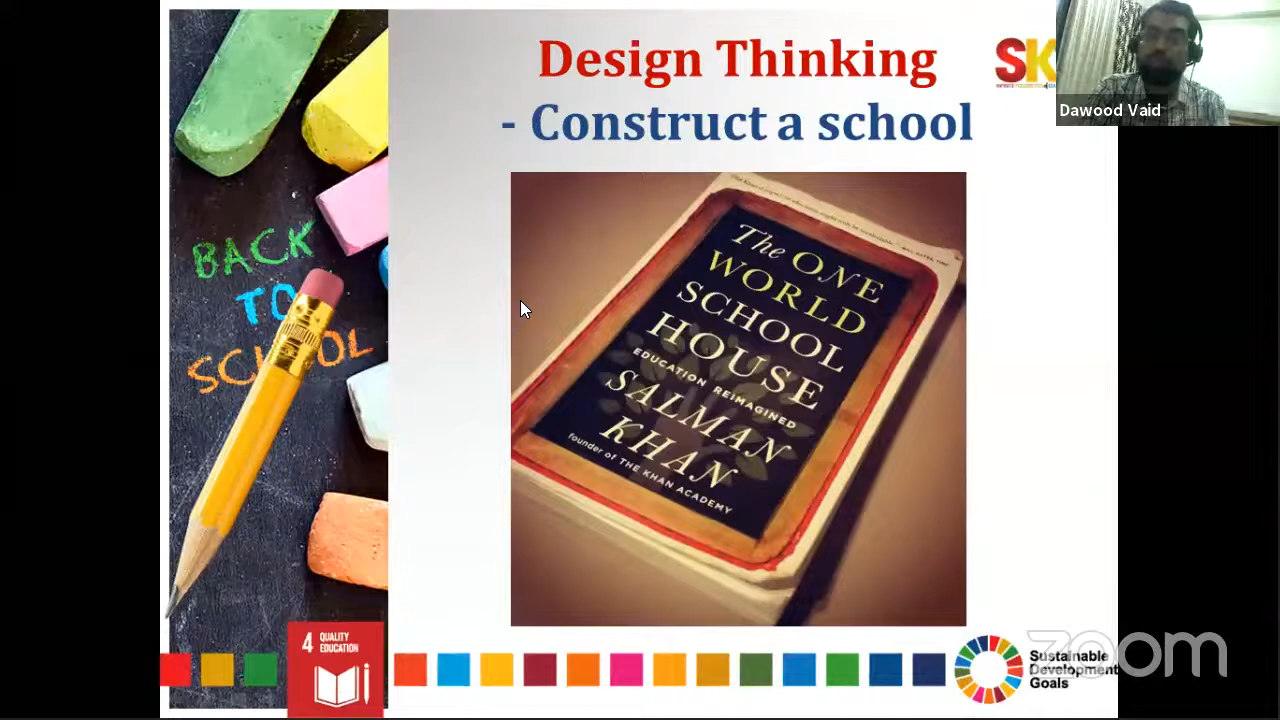 Design Thinking
- Construct a school
SK
Dawood Vaid
BACK
TO
SCHOOL
The ONE
WORLD
SCHOOL
HOUSE
EDUCATION REIMAGINED
SALMAN
KHAN
founder of THE KHAN ACADEMY
4 QUALITY
EDUCATION
Sustainable
Development
Goals
zoom